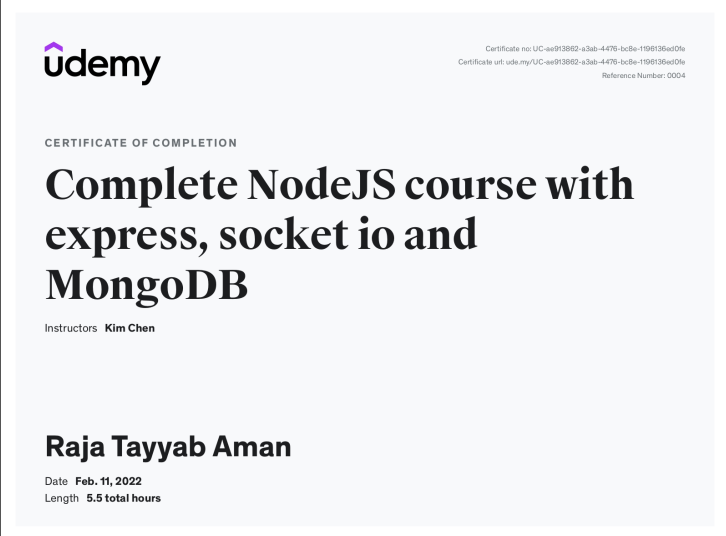 udemy
Certificate no: UC-ae913862-a3ab-4476-bc8e-1196136ed0fe
Certificate url: ude.my/UC-ae913862-a3ab-4476-bc8e-1196136ed0fe
Reference Number: 0004
CERTIFICATE OF COMPLETION
Complete NodeJS course with
express, socket io and
MongoDB
Instructors Kim Chen
Raja Tayyab Aman
Date Feb. 11, 2022
Length 5.5 total hours